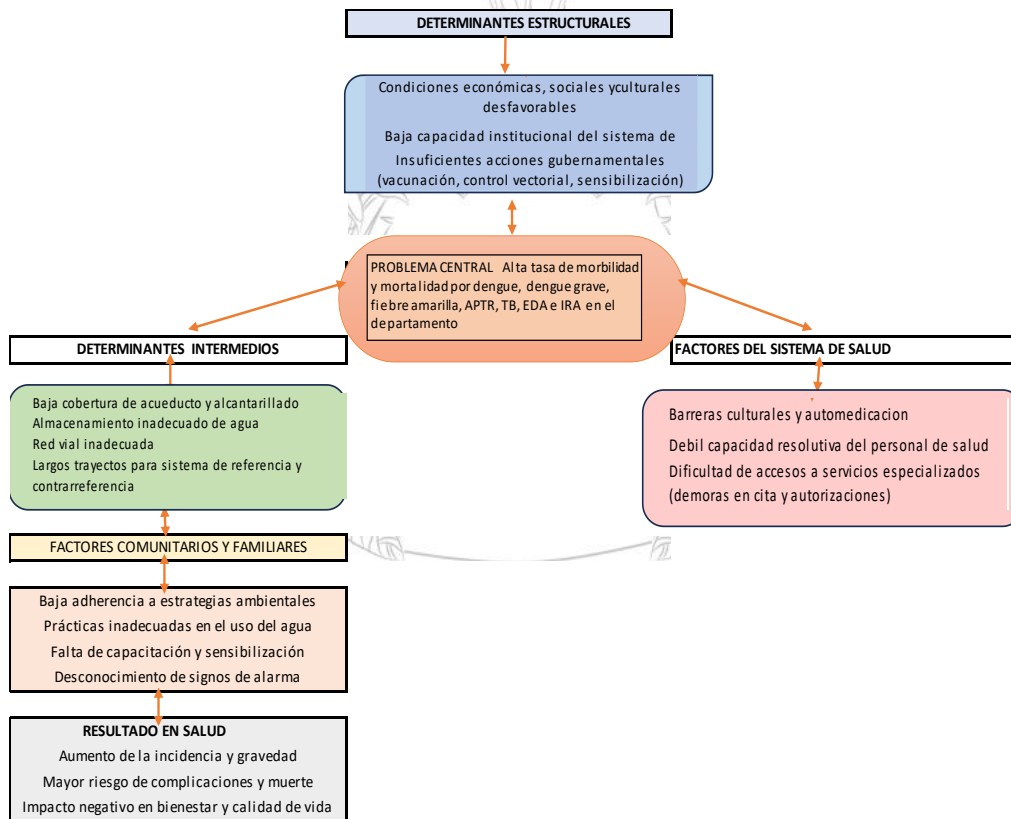 DETERMINANTES ESTRUCTURALES
Condiciones económicas, sociales yculturales
desfavorables
Baja capacidad institucional del sistema de
Insuficientes acciones gubernamentales
(vacunación, control vectorial, sensibilización)
PROBLEMA CENTRAL Alta tasa de morbilidad
y mortalidad por dengue, dengue grave,
fiebre amarilla, APTR, TB, EDA e IRA en el
departamento
DETERMINANTES INTERMEDIOS
Baja cobertura de acueducto y alcantarillado
Almacenamiento inadecuado de agua
Red vial inadecuada
Largos trayectos para sistema de referencia y
contrarreferencia
FACTORES COMUNITARIOS Y FAMILIARES
Baja adherencia a estrategias ambientales
Prácticas inadecuadas en el uso del agua
Falta de capacitación y sensibilización
Desconocimiento de signos de alarma
RESULTADO EN SALUD
Aumento de la incidencia y gravedad
Mayor riesgo de complicaciones y muerte
Impacto negativo en bienestar y calidad de vida
FACTORES DEL SISTEMA DE SALUD
Barreras culturales y automedicacion
Debil capacidad resolutiva del personal de salud
Dificultad de accesos a servicios especializados
(demoras en cita y autorizaciones)